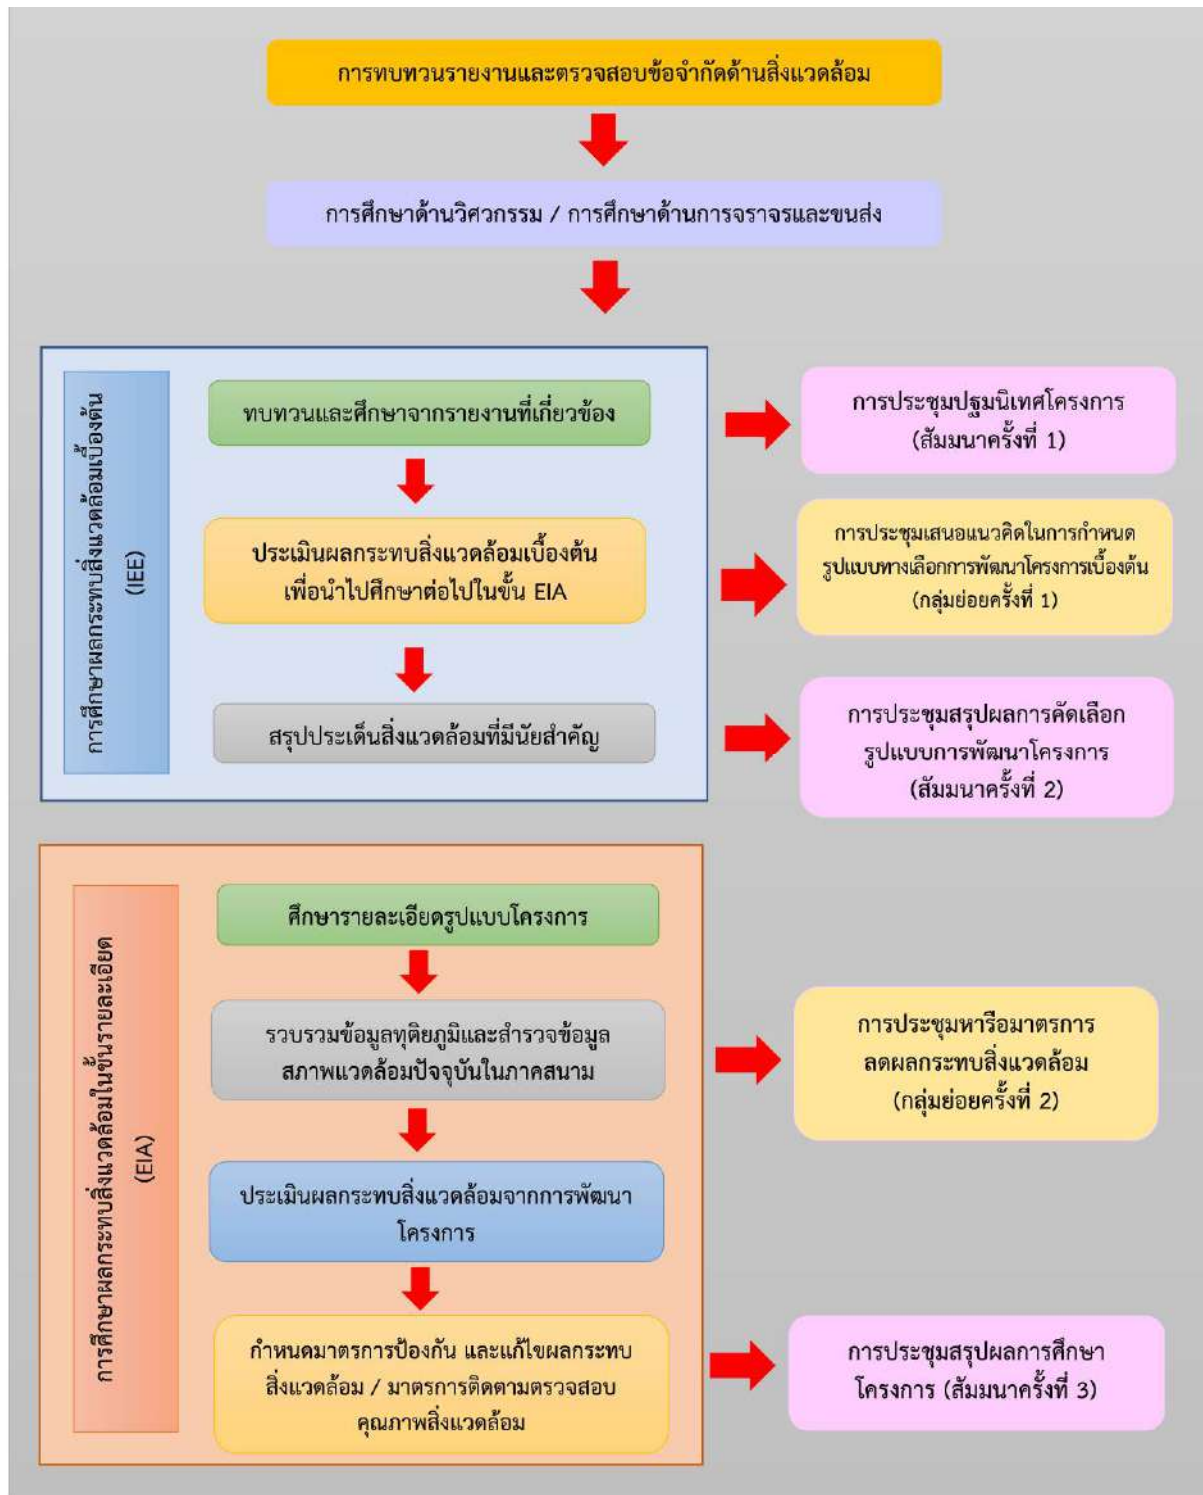 การทบทวนรายงานและตรวจสอบข้อจำกัดด้านสิ่งแวดล้อม
การศึกษาด้านวิศวกรรม / การศึกษาด้านการจราจรและขนส่ง
การศึกษาผลกระทบสิ่งแวดล้อมเบื้องต้น
(IEE)
ทบทวนและศึกษาจากรายงานที่เกี่ยวข้อง
การประชุมปฐมนิเทศโครงการ
(สัมมนาครั้งที่ 1)
ประเมินผลกระทบสิ่งแวดล้อมเบื้องต้น
เพื่อนำไปศึกษาต่อไปในขั้น EIA
การประชุมเสนอแนวคิดในการกำหนด
รูปแบบทางเลือกการพัฒนาโครงการเบื้องต้น
(กลุ่มย่อยครั้งที่ 1)
สรุปประเด็นสิ่งแวดล้อมที่มีนัยสำคัญ
การประชุมสรุปผลการคัดเลือก
รูปแบบการพัฒนาโครงการ
(สัมมนาครั้งที่ 2)
การศึกษาผลกระทบสิ่งแวดล้อมในขั้นรายละเอียด
(EIA)
ศึกษารายละเอียดรูปแบบโครงการ
รวบรวมข้อมูลทุติยภูมิและสำรวจข้อมูล
สภาพแวดล้อมปัจจุบันในภาคสนาม
การประชุมหารือมาตรการ
ลดผลกระทบสิ่งแวดล้อม
(กลุ่มย่อยครั้งที่ 2)
ประเมินผลกระทบสิ่งแวดล้อมจากการพัฒนา
โครงการ
กำหนดมาตรการป้องกัน และแก้ไขผลกระทบ
สิ่งแวดล้อม / มาตรการติดตามตรวจสอบ
คุณภาพสิ่งแวดล้อม
การประชุมสรุปผลการศึกษา
โครงการ (สัมมนาครั้งที่ 3)